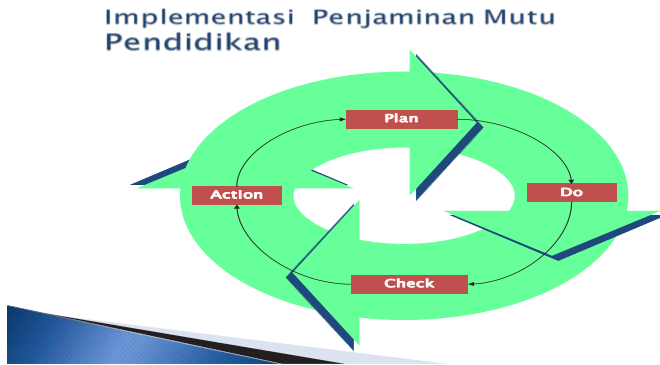 Implementasi Penjaminan Mutu
Pendidikan
Plan
Action
Do
Check